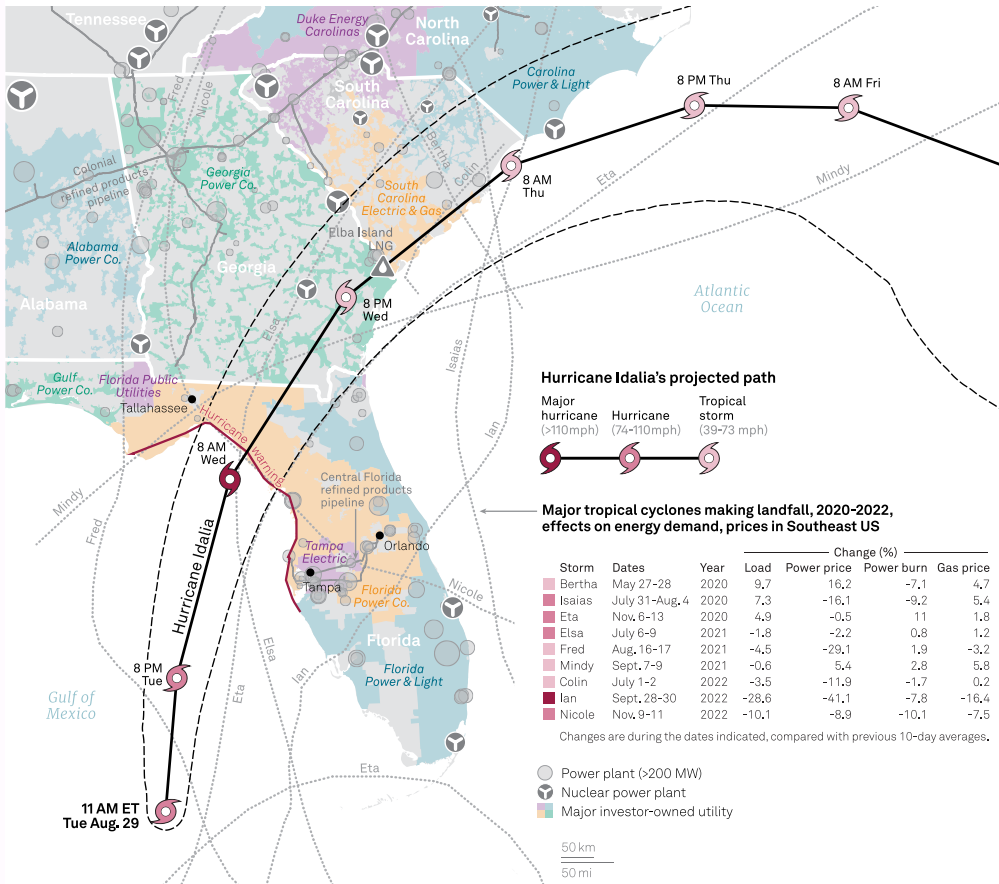 Tennessee
Duke Energy
Carolinas
North
Carolina
South
Carolina
Carolina
Power & Light
8 PM Thu
8 AM Fri
Fred
Nicole
Bertha
Colin
8 AM
Thu
Eta
Mindy
Colonial
refined products
pipeline
Georgia
Power Co.
South
Carolina
Electric & Gas
Elba Island
LNG
Alabama
Power Co.
Georgia
Alabama
8 PM
Wed
Elsa
Isaias
Ian
Atlantic
Ocean
Gulf
Power Co.
Florida Public
Utilities
Tallahassee
Hurricane warning
8 AM
Wed
Mindy
Fred
Central Florida
refined products
pipeline
Tampa
Electric
Orlando
Tampa
Florida
Power Co.
Nicole
Hurricane Idalia
Florida
Florida
Power & Light
Elsa
Ian
Eta
8 PM
Tue
Gulf of
Mexico
Eta
11 AM ET
Tue Aug. 29
Hurricane Idalia's projected path
Major
hurricane
(>110mph)
Hurricane
(74-110mph)
Tropical
storm
(39-73 mph)
Major tropical cyclones making landfall, 2020-2022,
effects on energy demand, prices in Southeast US
Change (%)
Storm Dates Year Load Power price Power burn Gas price
Bertha May 27-28 2020 9.7 16.2 -7.1 4.7
Isaias July 31-Aug. 4 2020 7.3 -16.1 -9.2 5.4
Eta Nov. 6-13 2020 4.9 -0.5 11 1.8
Elsa July 6-9 2021 -1.8 -2.2 0.8 1.2
Fred Aug. 16-17 2021 -4.5 -29.1 1.9 -3.2
Mindy Sept. 7-9 2021 -0.6 5.4 2.8 5.8
Colin July 1-2 2022 -3.5 -11.9 -1.7 0.2
Ian Sept. 28-30 2022 -28.6 -41.1 -7.8 -16.4
Nicole Nov. 9-11 2022 -10.1 -8.9 -10.1 -7.5
Changes are during the dates indicated, compared with previous 10-day averages.
Power plant (>200 MW)
Nuclear power plant
Major investor-owned utility
50 km
50 mi